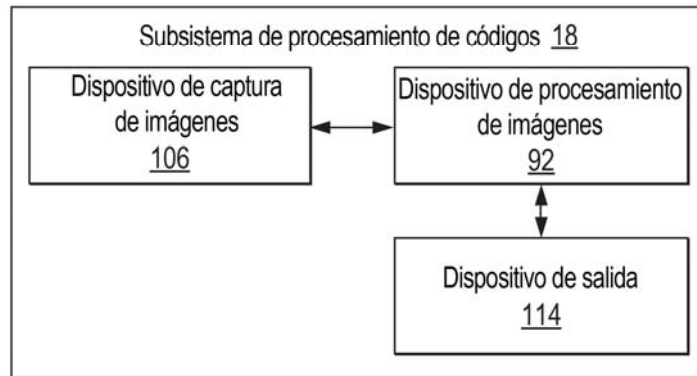 Subsistema de procesamiento de códigos 18
Dispositivo de captura
de imágenes
106
Dispositivo de procesamiento
de imágenes
92
Dispositivo de salida
114